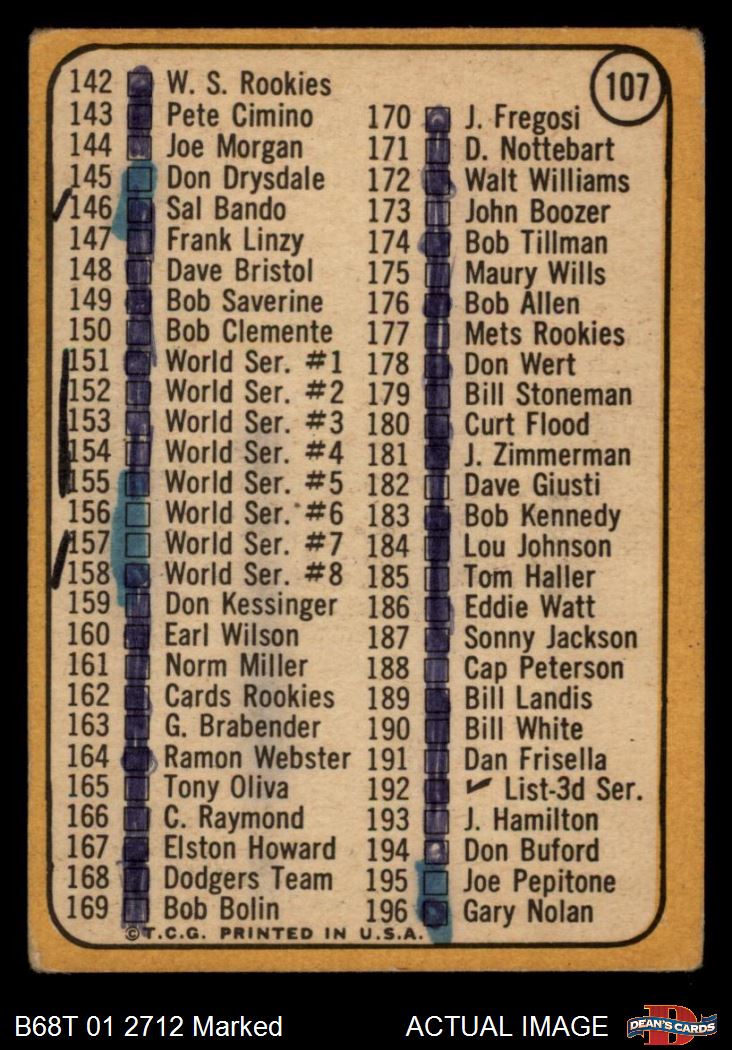 107
142 W. S. Rookies
143 Pete Cimino
144 Joe Morgan
145 Don Drysdale
146 Sal Bando
147 Frank Linzy
148 Dave Bristol
149 Bob Saverine
150 Bob Clemente
151 World Ser. #1
152 World Ser. #2
153 World Ser. #3
154 World Ser. #4
155 World Ser. #5
156 World Ser. #6
157 World Ser. #7
158 World Ser. #8
159 Don Kessinger
160 Earl Wilson
161 Norm Miller
162 Cards Rookies
163 G. Brabender
164 Ramon Webster
165 Tony Oliva
166 C. Raymond
167 Elston Howard
168 Dodgers Team
169 Bob Bolin
170 J. Fregosi
171 D. Nottebart
172 Walt Williams
173 John Boozer
174 Bob Tillman
175 Maury Wills
176 Bob Allen
177 Mets Rookies
178 Don Wert
179 Bill Stoneman
180 Curt Flood
181 J. Zimmerman
182 Dave Giusti
183 Bob Kennedy
184 Lou Johnson
185 Tom Haller
186 Eddie Watt
187 Sonny Jackson
188 Cap Peterson
189 Bill Landis
190 Bill White
191 Dan Frisella
192 ✓ List-3d Ser.
193 J. Hamilton
194 Don Buford
195 Joe Pepitone
196 Gary Nolan
©T.C.G. PRINTED IN U.S.A.
B68T 01 2712 Marked
ACTUAL IMAGE
D
DEAN'S CARDS